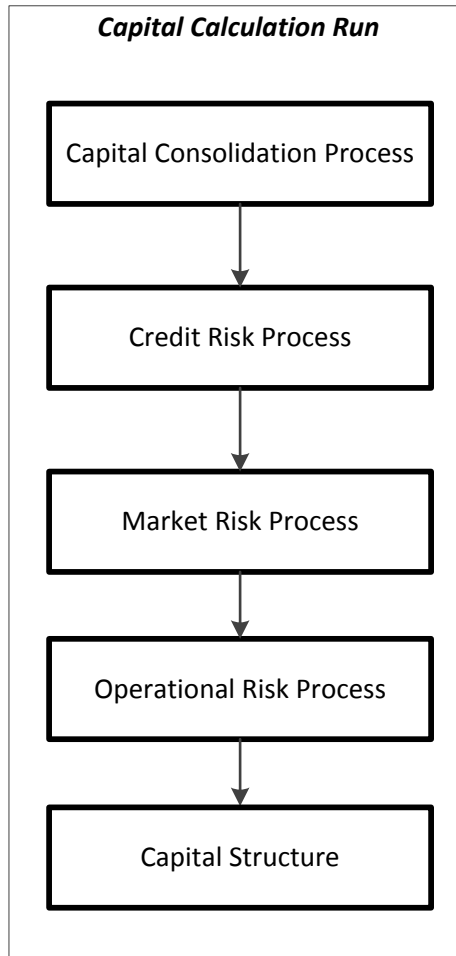 Capital Calculation Run
Capital Consolidation Process
Credit Risk Process
Market Risk Process
Operational Risk Process
Capital Structure